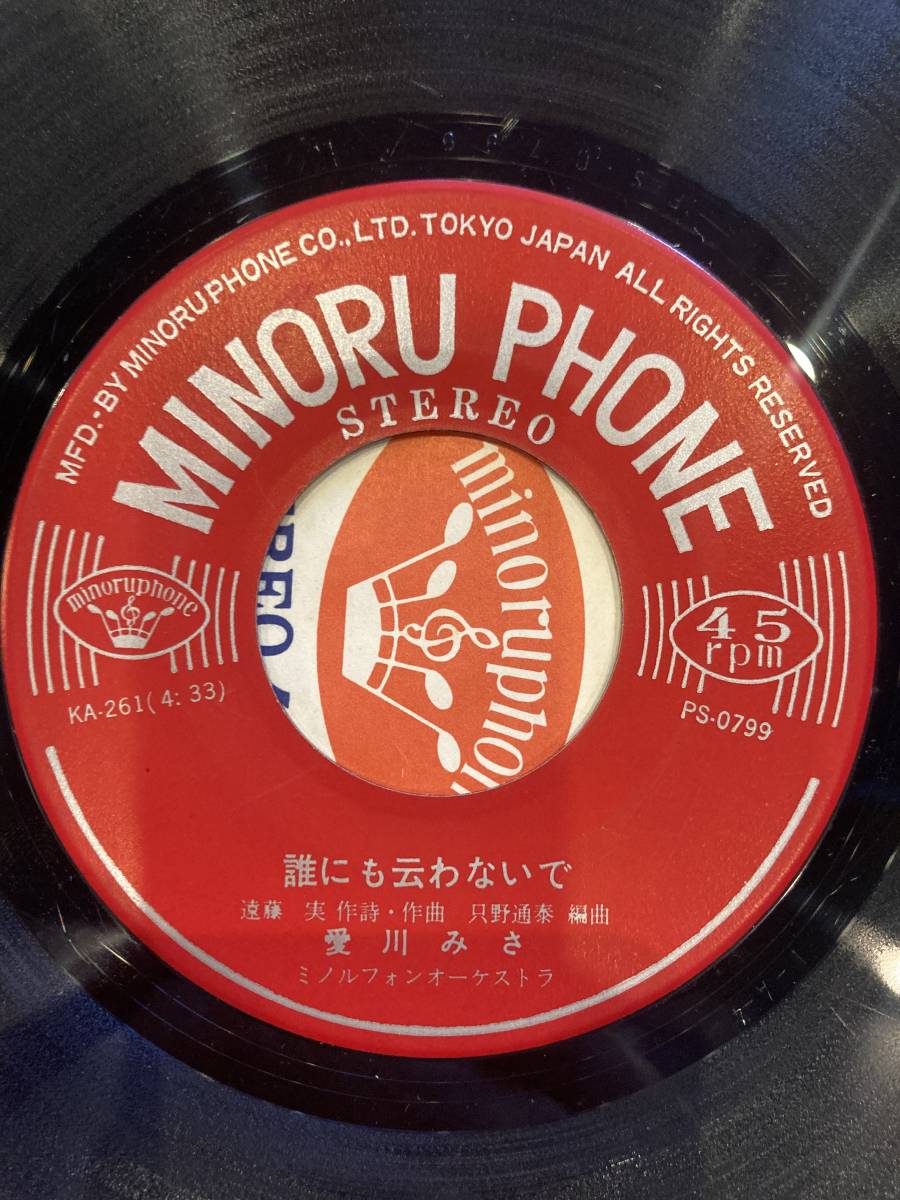 MFD. BY MINORUPHONE CO., LTD. TOKYO JAPAN ALL RIGHTS RESERVED
MINORU PHONE
STEREO
minoruphone
45
rpm
KA-261(4:33)
PS-0799
minorupho
誰にも云わないで
遠藤 実 作詩・作曲 只野通泰 編曲
愛川みさ
ミノルフォンオーケストラ